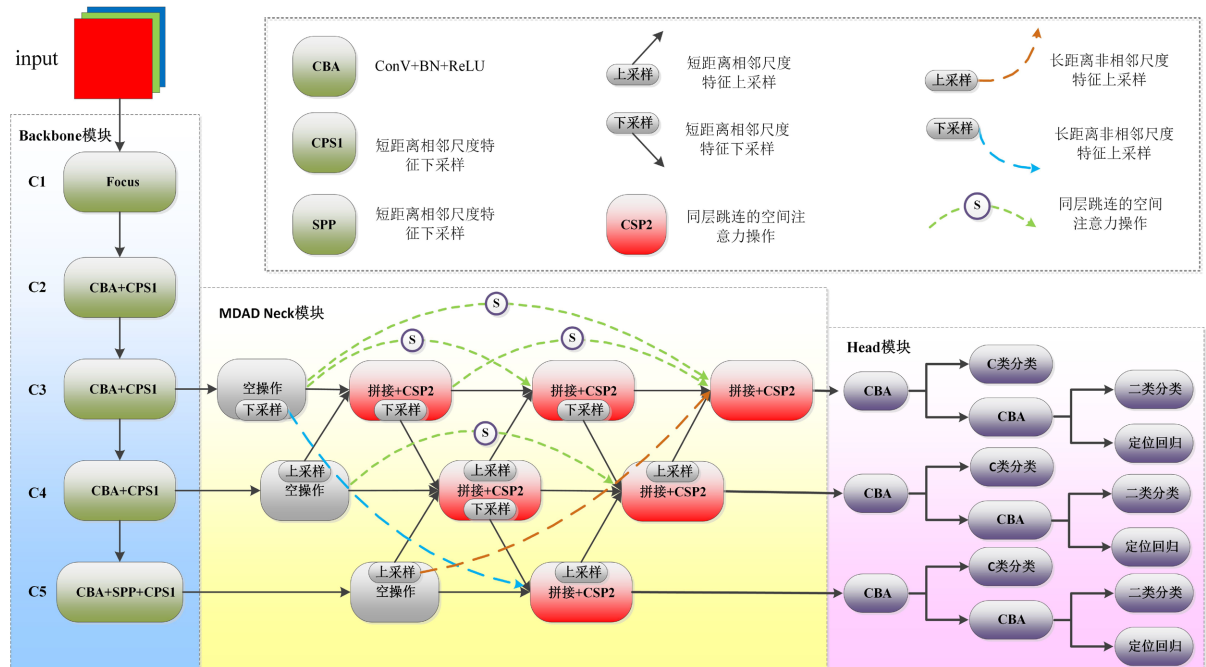 input
CBA
ConV+BN+ReLU
上采样
短距离相邻尺度
特征上采样
上采样
长距离非相邻尺度
特征上采样
CPS1
短距离相邻尺度特
征下采样
下采样
短距离相邻尺度
特征下采样
下采样
长距离非相邻尺度
特征上采样
SPP
短距离相邻尺度特
征下采样
CSP2
同层跳连的空间注
意力操作
S
同层跳连的空间
注意力操作
Backbone模块
C1
Focus
C2
CBA+CPS1
C3
CBA+CPS1
C4
CBA+CPS1
C5
CBA+SPP+CPS1
MDAD Neck模块
S
S
S
空操作
下采样
拼接+CSP2
下采样
拼接+CSP2
下采样
拼接+CSP2
S
上采样
空操作
上采样
拼接+CSP2
下采样
上采样
拼接+CSP2
上采样
空操作
上采样
拼接+CSP2
Head模块
CBA
C类分类
CBA
二类分类
定位回归
CBA
C类分类
CBA
二类分类
定位回归
CBA
C类分类
CBA
二类分类
定位回归